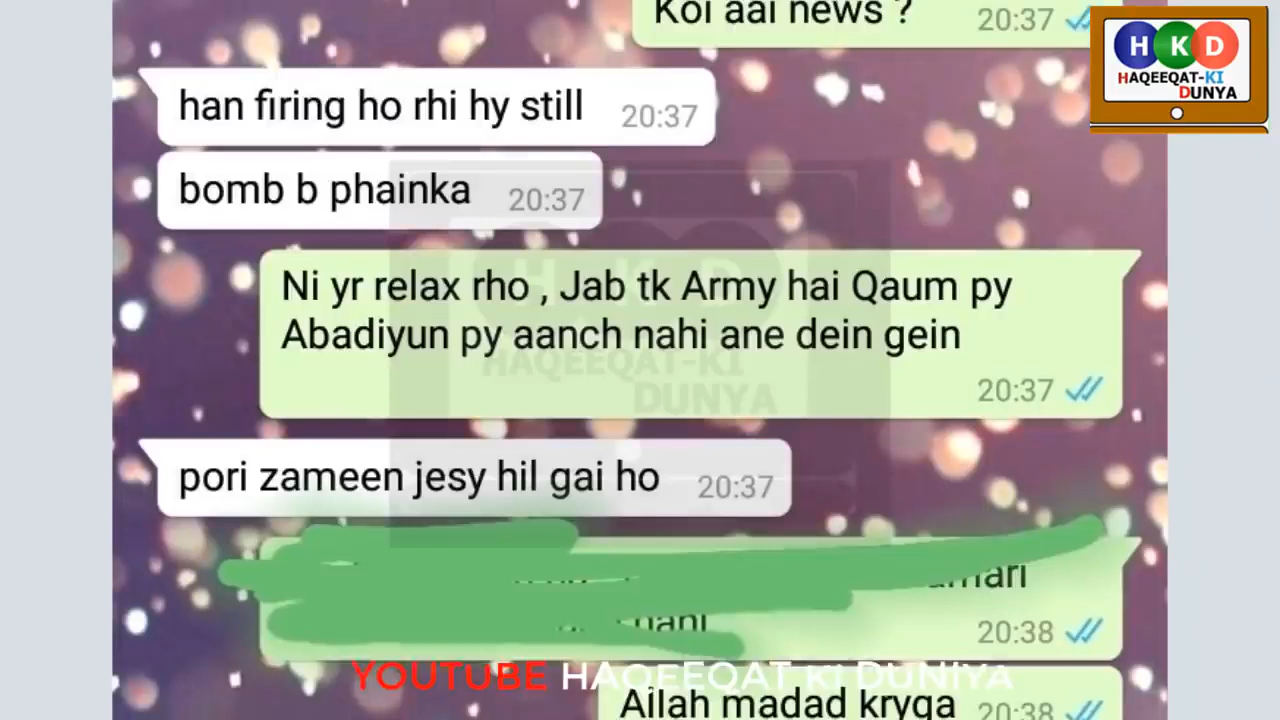 Koi aai news ?
20:37
H K D
HAQEEQAT-KI
DUNYA
han firing ho rhi hy still 20:37
bomb b phainka 20:37
Ni yr relax rho , Jab tk Army hai Qaum py
Abadiyun py aanch nahi ane dein gein
20:37
H K D
HAQEEQAT-KI
DUNYA
pori zameen jesy hil gai ho 20:37
20:38
YOUTUBE HAQEEQAT KI DUNIYA
Allah madad kryga 20:38